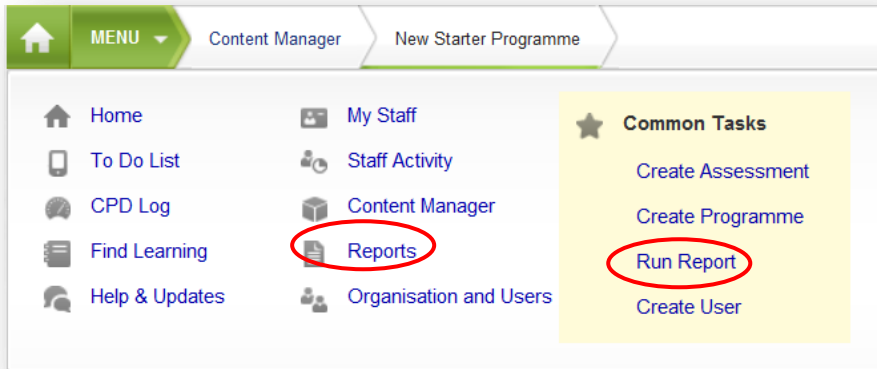 MENU Content Manager New Starter Programme
Home
To Do List
CPD Log
Find Learning
Help & Updates
My Staff
Staff Activity
Content Manager
Reports
Organisation and Users
Common Tasks
Create Assessment
Create Programme
Run Report
Create User